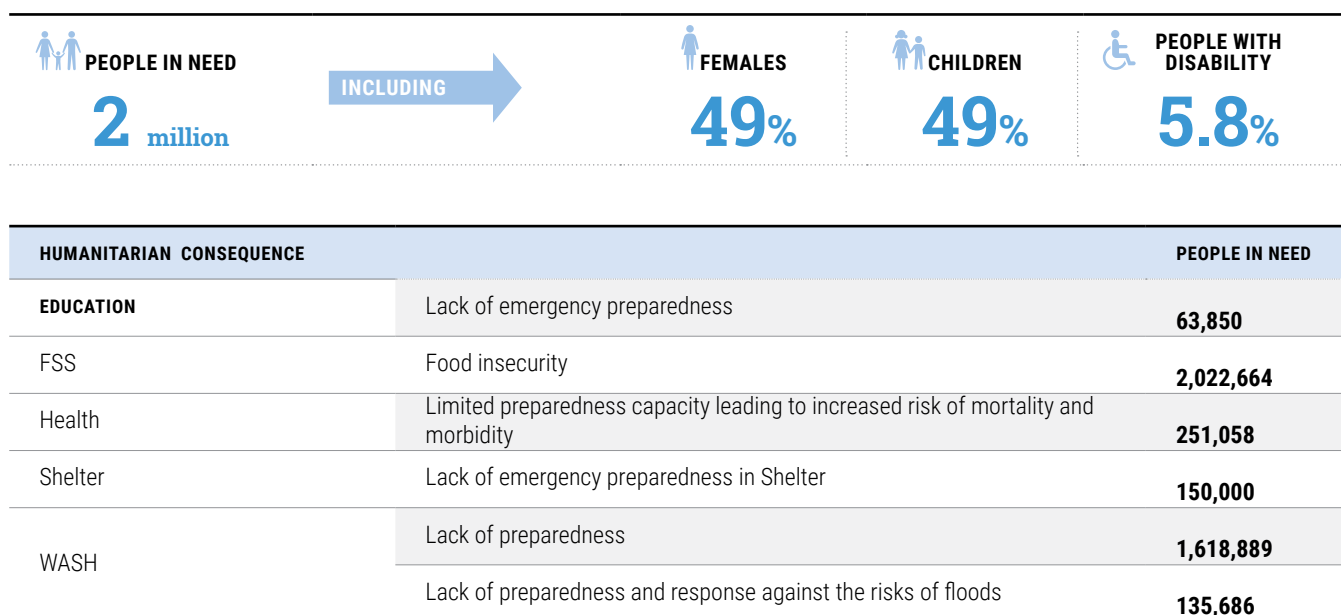 PEOPLE IN NEED
2 million
INCLUDING
FEMALES
49%
CHILDREN
49%
PEOPLE WITH
DISABILITY
5.8%
HUMANITARIAN CONSEQUENCE PEOPLE IN NEED
EDUCATION Lack of emergency preparedness 63,850
FSS Food insecurity 2,022,664
Health Limited preparedness capacity leading to increased risk of mortality and
morbidity 251,058
Shelter Lack of emergency preparedness in Shelter 150,000
WASH Lack of preparedness 1,618,889
Lack of preparedness and response against the risks of floods 135,686